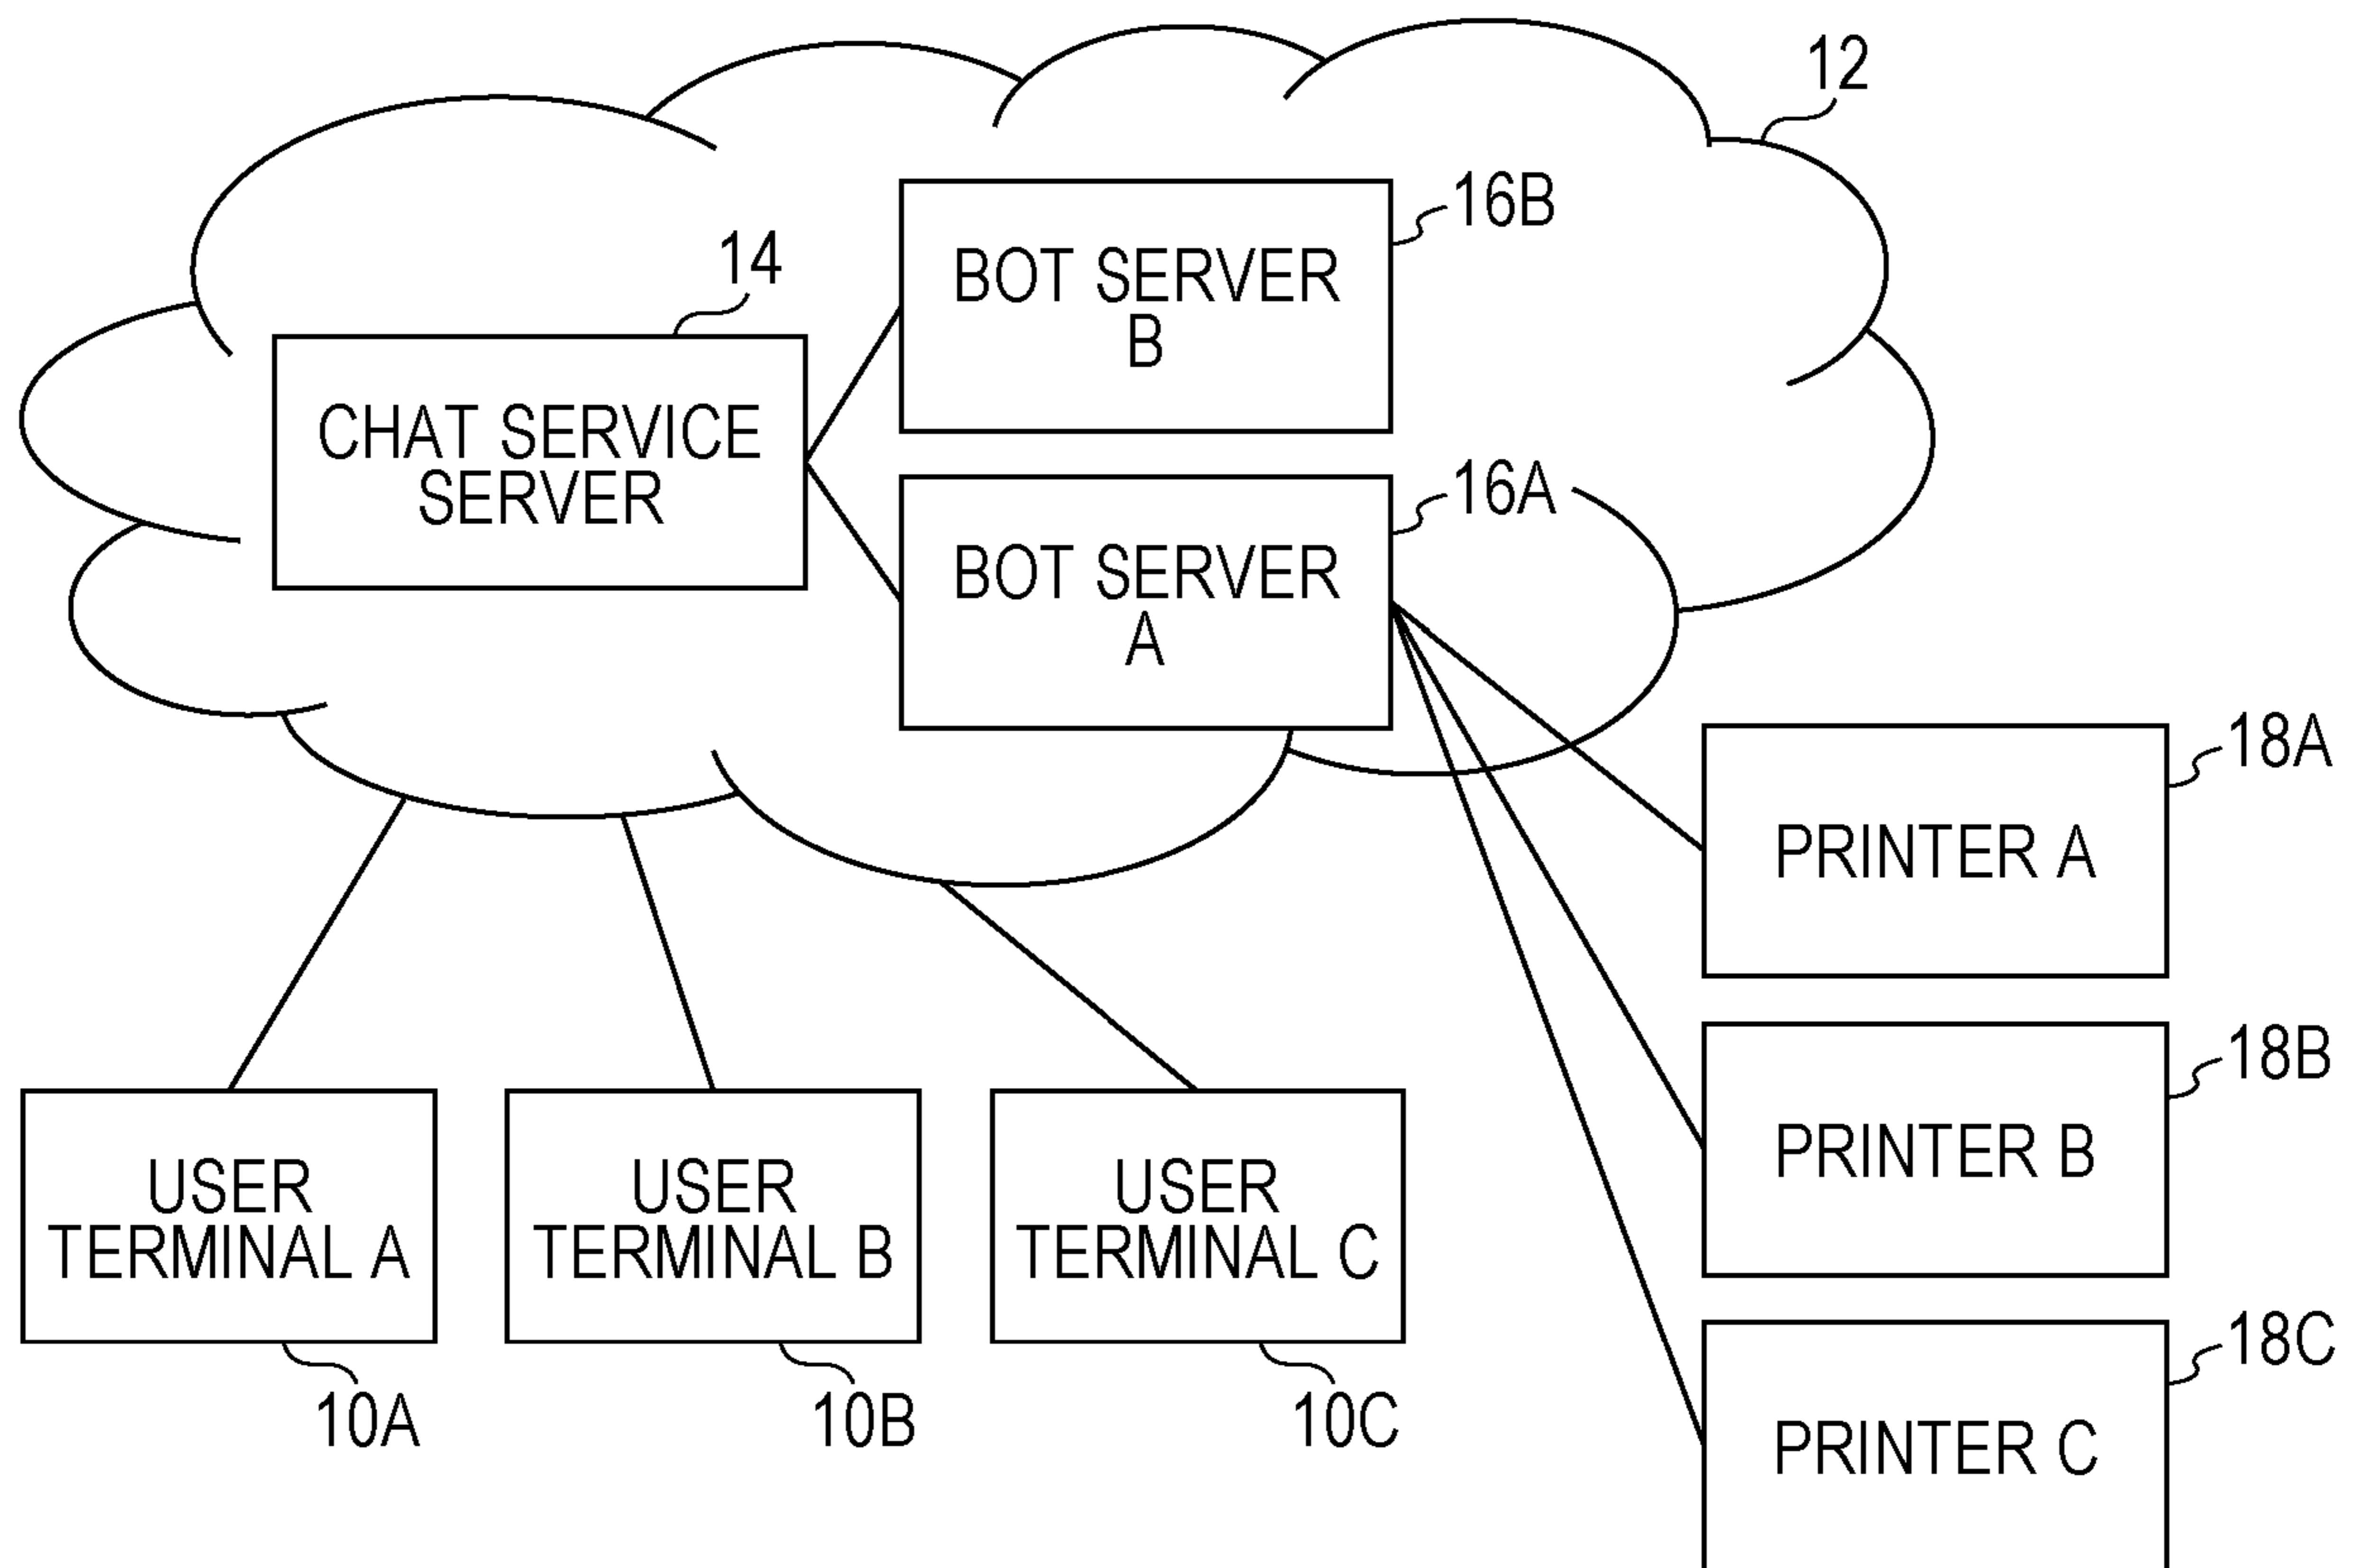 12
16B
BOT SERVER
B
14
CHAT SERVICE
SERVER
16A
BOT SERVER
A
18A
PRINTER A
18B
PRINTER B
18C
PRINTER C
USER
TERMINAL A
10A
USER
TERMINAL B
10B
USER
TERMINAL C
10C